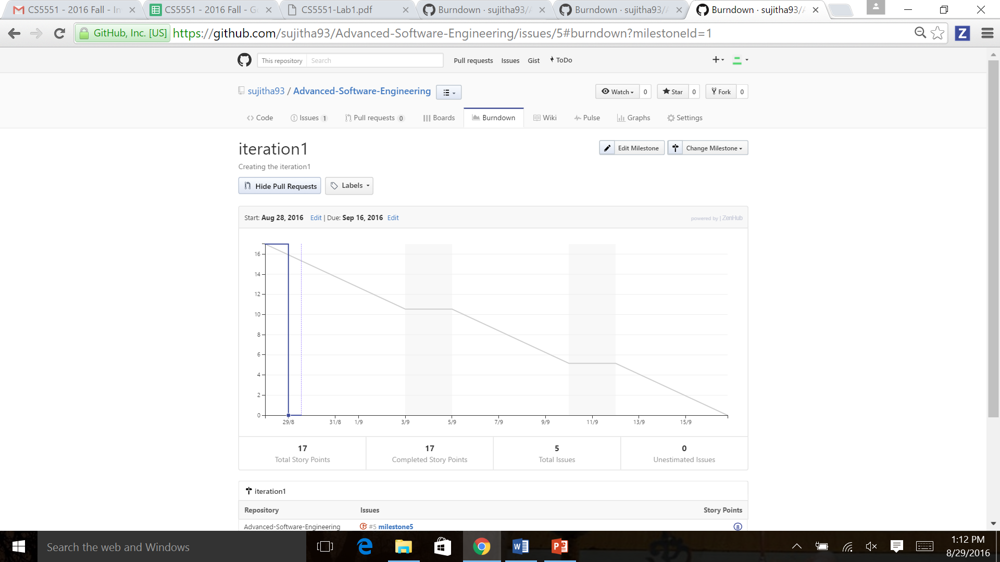 CS5551 - 2016 Fall - In
CS5551 - 2016 Fall - Go
CS5551-Lab1.pdf
Burndown · sujitha93/A
Burndown · sujitha93/A
Burndown · sujitha93/A
GitHub, Inc. [US] https://github.com/sujitha93/Advanced-Software-Engineering/issues/5#burndown?milestoneId=1
Z
This repository Search Pull requests Issues Gist ToDo
sujitha93 / Advanced-Software-Engineering
Watch 0 Star 0 Fork 0
Code Issues 1 Pull requests 0 Boards Burndown Wiki Pulse Graphs Settings
iteration1
Edit Milestone Change Milestone
Creating the iteration1
Hide Pull Requests Labels
Start: Aug 28, 2016 Edit | Due: Sep 16, 2016 Edit
powered by | ZenHub
16
14
12
10
8
6
4
2
0
29/8 31/8 1/9 3/9 5/9 7/9 9/9 11/9 13/9 15/9
17 17 5 0
Total Story Points Completed Story Points Total Issues Unestimated Issues
iteration1
Repository Issues Story Points
Advanced-Software-Engineering #5 milestone5 8
Search the web and Windows
1:12 PM
8/29/2016